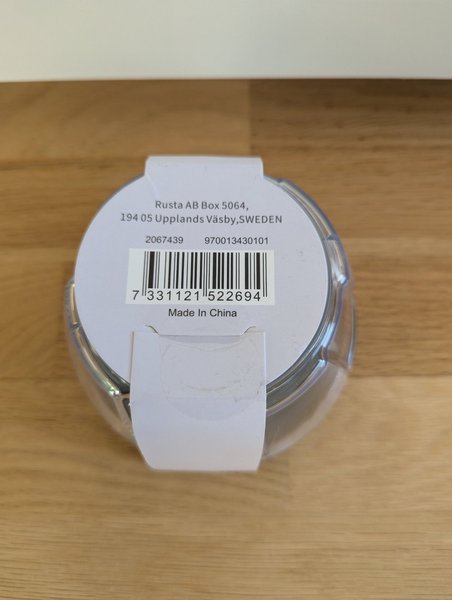 Rusta AB Box 5064,
194 05 Upplands Väsby,SWEDEN
2067439 970013430101
7 331121 522694
Made In China